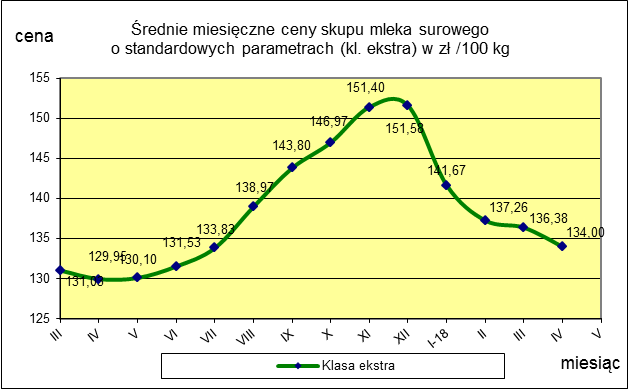 cena
Średnie miesięczne ceny skupu mleka surowego
o standardowych parametrach (kl. ekstra) w zł /100 kg
155
150
145
140
135
130
125
129,95
130,10
131,53
133,83
138,97
143,80
146,97
151,40
151,58
141,67
137,26
136,38
134,00
III
IV
V
VI
VII
VIII
IX
X
XI
XII
I-18
II
III
IV
V
Klasa ekstra
miesiąc